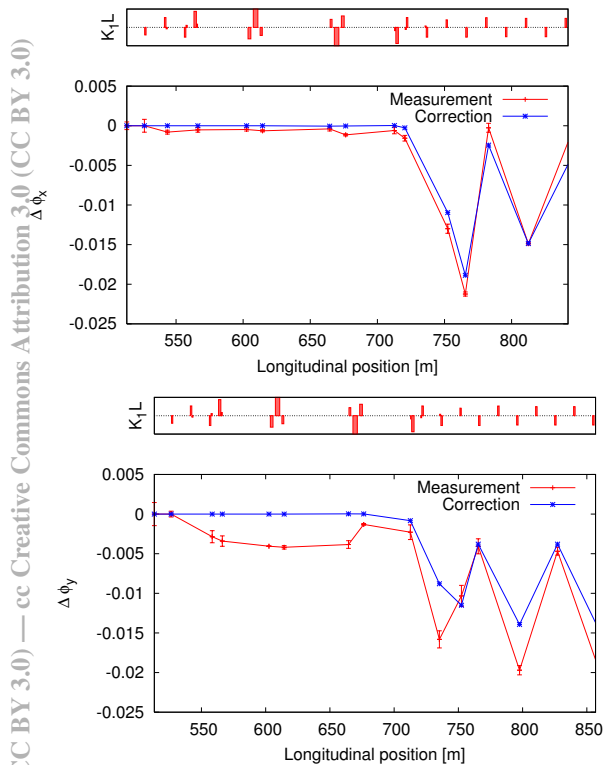 K1L
0.005
0
-0.005
-0.01
-0.015
-0.02
-0.025
Δ ϕx
Measurement
Correction
550 600 650 700 750 800
Longitudinal position [m]
K1L
0.005
0
-0.005
-0.01
-0.015
-0.02
-0.025
Δ ϕy
Measurement
Correction
550 600 650 700 750 800 850
Longitudinal position [m]
CC BY 3.0) — cc Creative Commons Attribution 3.0 (CC BY 3.0)